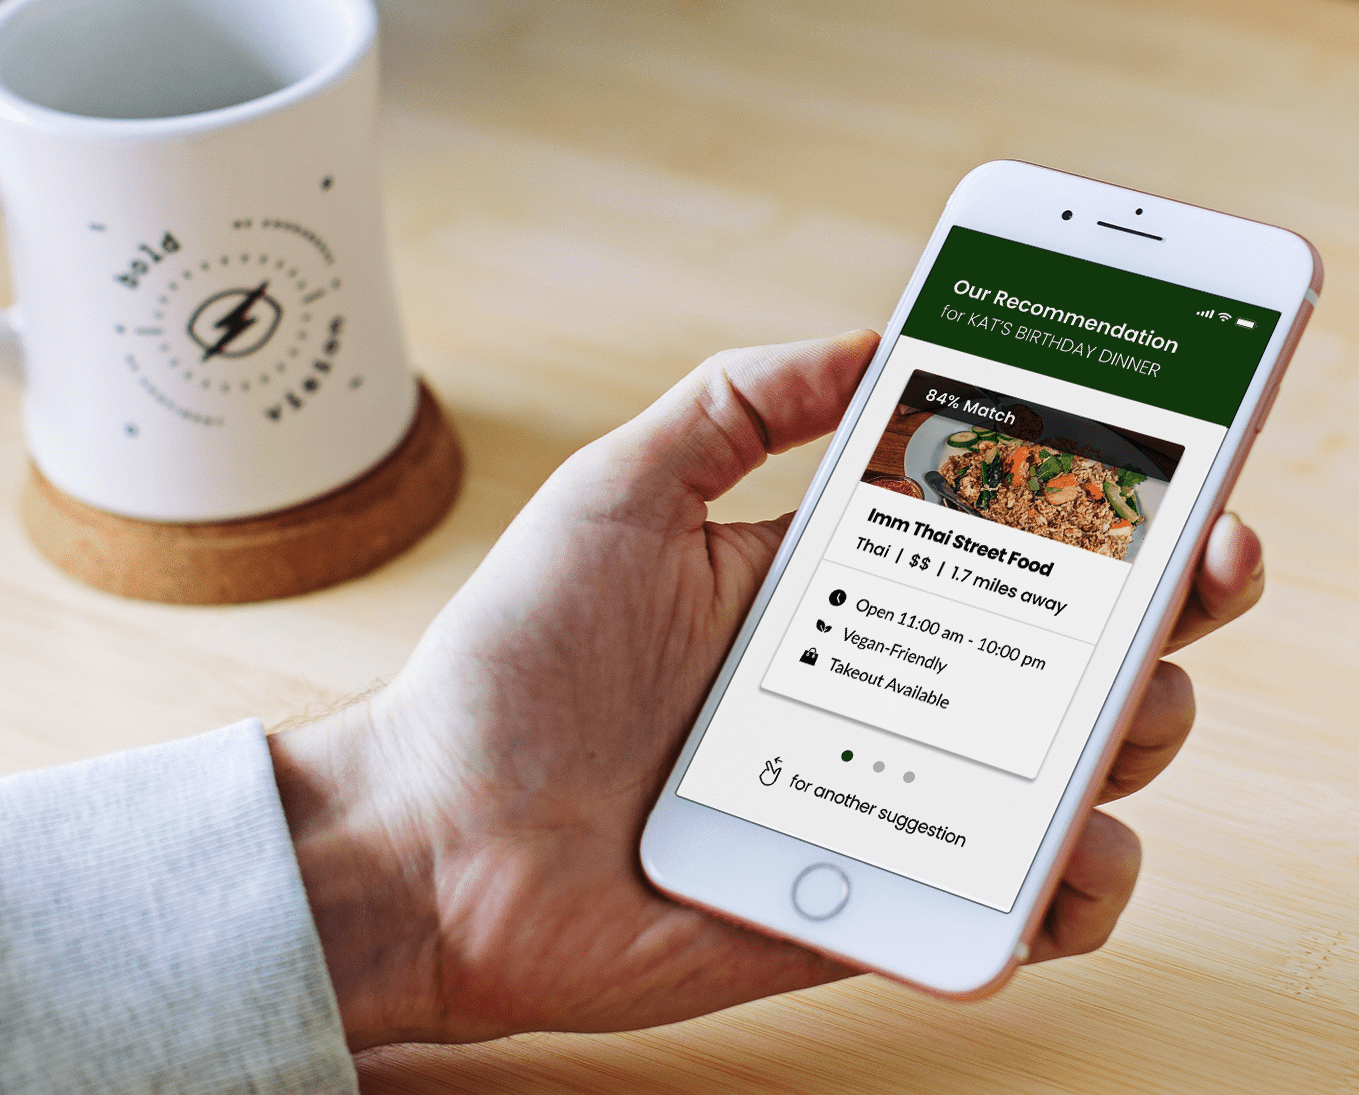 bold
vision
Our Recommendation
for KAT'S BIRTHDAY DINNER
84% Match
Imm Thai Street Food
Thai | $$ | 1.7 miles away
Open 11:00 am - 10:00 pm
Vegan-Friendly
Takeout Available
for another suggestion